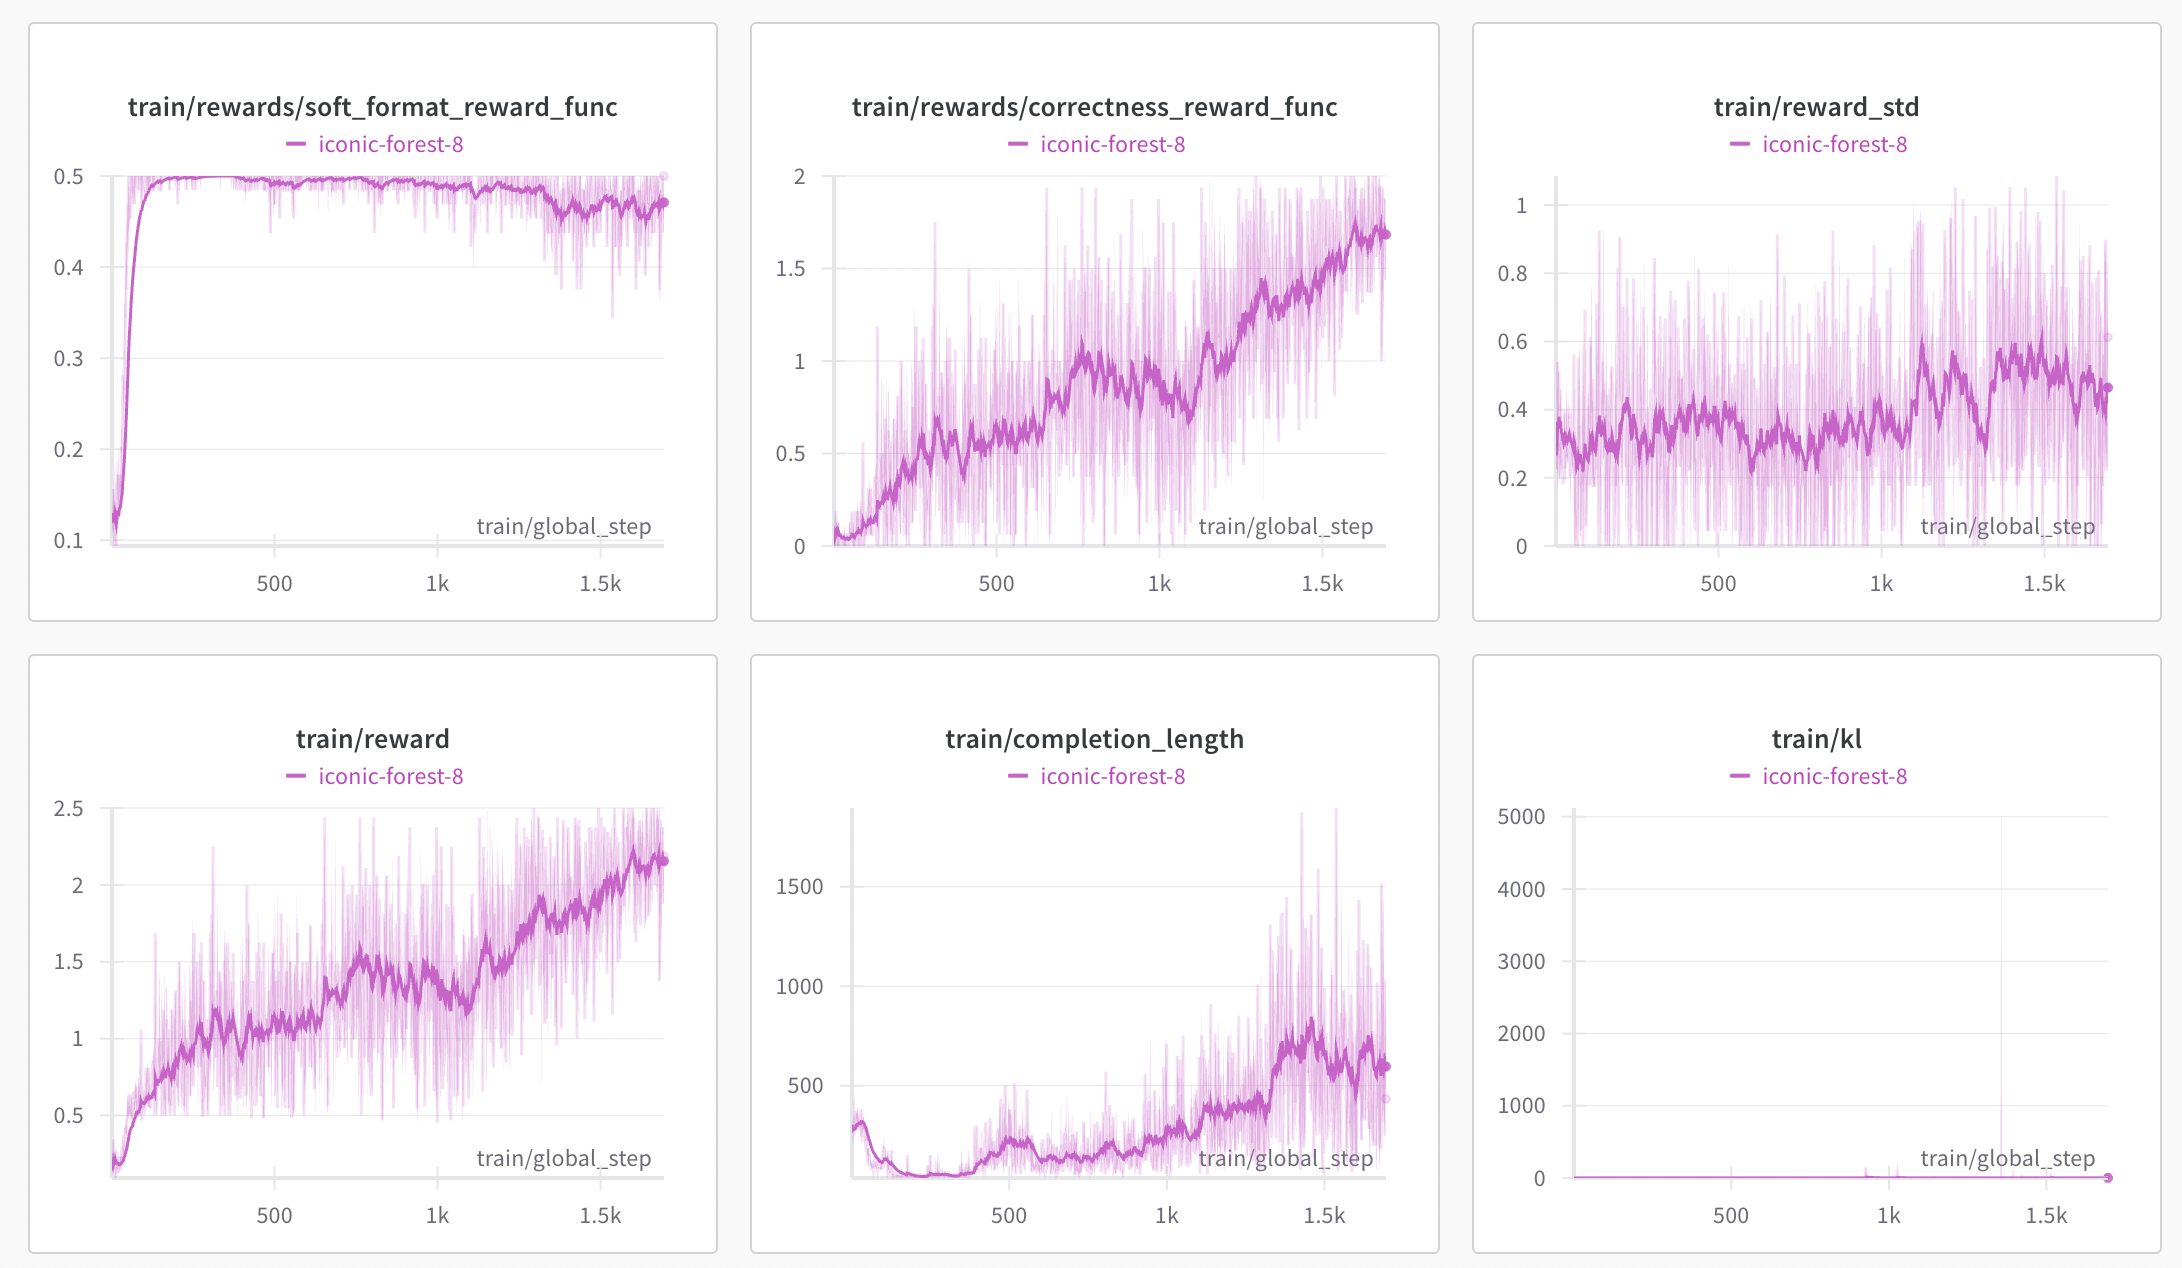 train/rewards/soft_format_reward_func
iconic-forest-8
0.5
0.4
0.3
0.2
0.1
train/global_step
500
1k
1.5k
train/rewards/correctness_reward_func
iconic-forest-8
2
1.5
1
0.5
0
train/global_step
500
1k
1.5k
train/reward_std
iconic-forest-8
1
0.8
0.6
0.4
0.2
0
train/global_step
500
1k
1.5k
train/reward
iconic-forest-8
2.5
2
1.5
1
0.5
train/global_step
500
1k
1.5k
train/completion_length
iconic-forest-8
1500
1000
500
train/global_step
500
1k
1.5k
train/kl
iconic-forest-8
5000
4000
3000
2000
1000
0
train/global_step
500
1k
1.5k